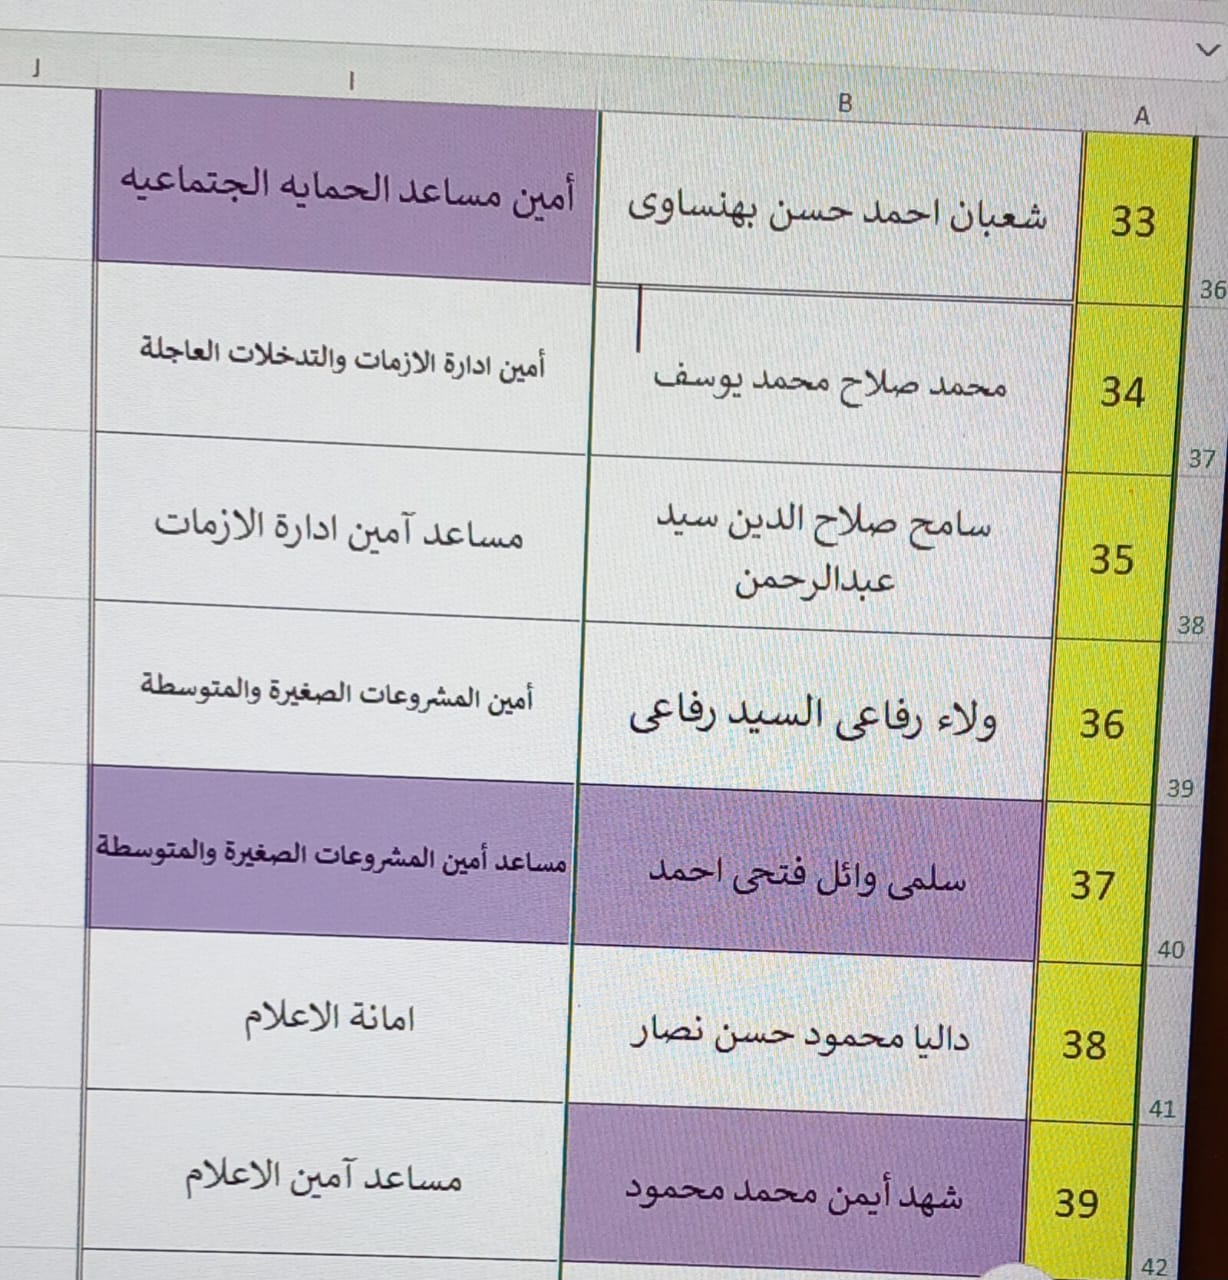 J I B A
33 شعبان احمد حسن بهنساوى أمين مساعد الحمايه الجتماعيه
36
34 محمد صلاح محمد يوسف أمين ادارة الازمات والتدخلات العاجلة
37
35 سامح صلاح الدين سيد
عبدالرحمن
مساعد آمين ادارة الازمات
38
36 ولاء رفاعى السيد رفاعى أمين المشروعات الصغيرة والمتوسطة
39
37 سلمى وائل فتحى احمد مساعد أمين المشروعات الصغيرة والمتوسطة
40
38 داليا محمود حسن نصار امانة الاعلام
41
39 شهد أيمن محمد محمود مساعد آمين الاعلام
42